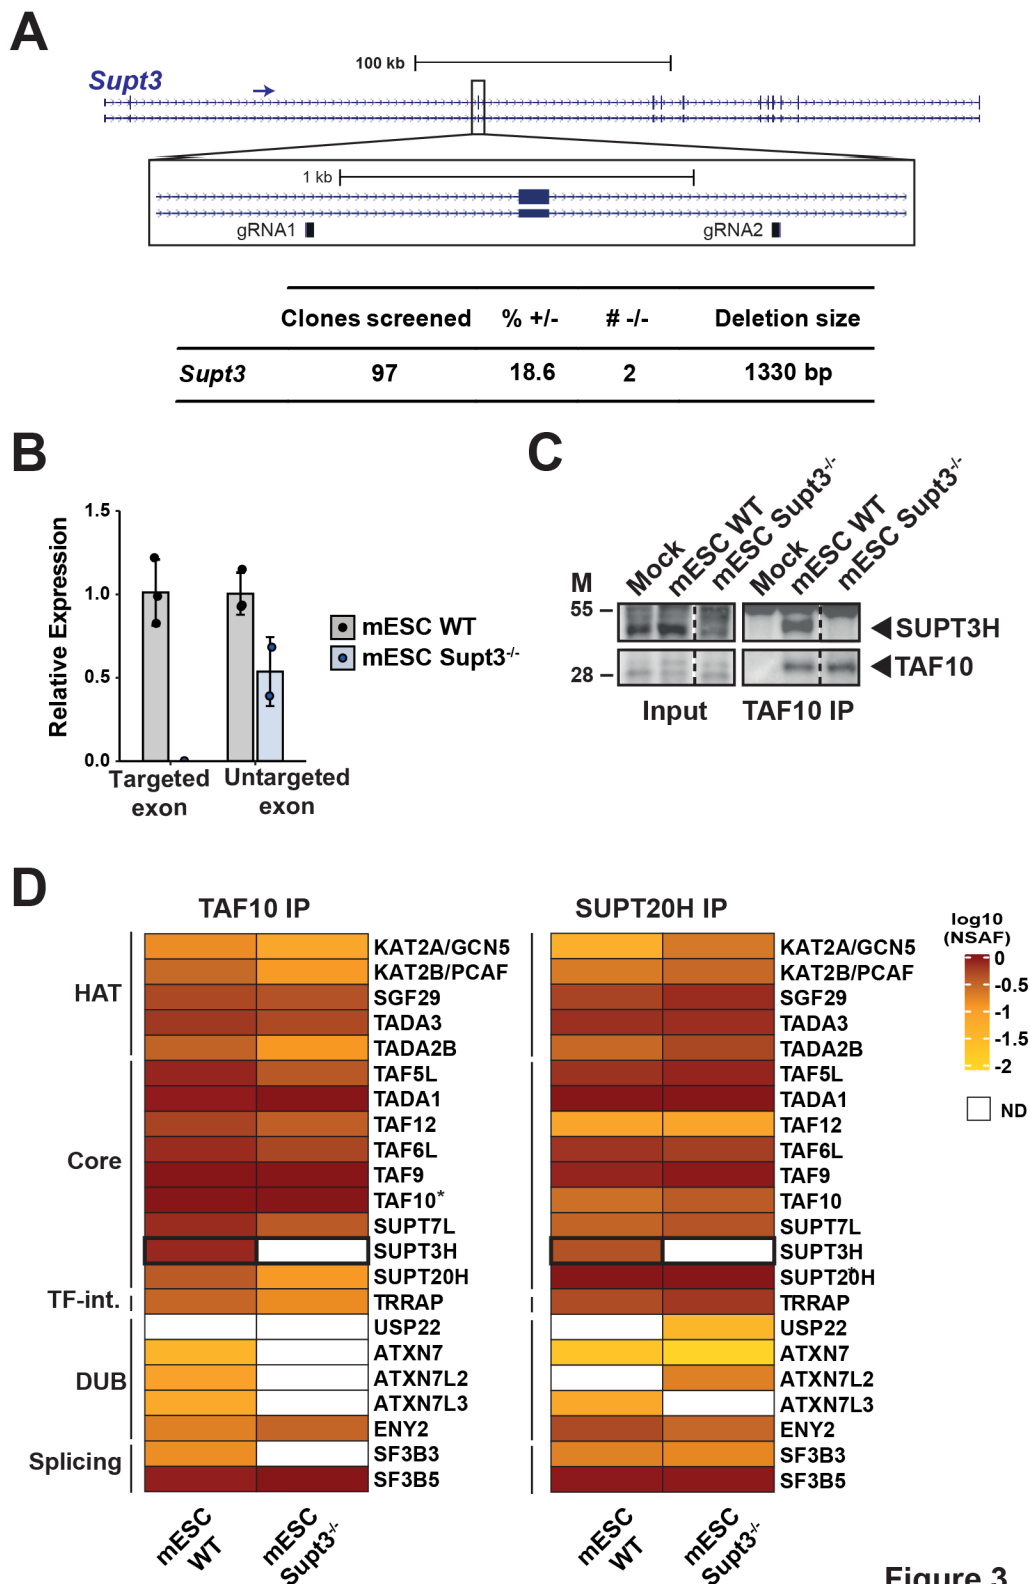 A
100 kb
Supt3
1 kb
gRNA1
gRNA2
Clones screened % +/- # -/- Deletion size
Supt3 97 18.6 2 1330 bp
B
Relative Expression
1.5
1.0
0.5
0.0
Targeted exon
Untargeted exon
mESC WT
mESC Supt3-/-
C
M
Mock
mESC WT
mESC Supt3-/-
Mock
mESC WT
mESC Supt3-/-
55
28
SUPT3H
TAF10
Input
TAF10 IP
D
TAF10 IP
SUPT20H IP
log10
(NSAF)
0
-0.5
-1
-1.5
-2
ND
HAT
Core
TF-int.
DUB
Splicing
KAT2A/GCN5
KAT2B/PCAF
SGF29
TADA3
TADA2B
TAF5L
TADA1
TAF12
TAF6L
TAF9
TAF10*
SUPT7L
SUPT3H
SUPT20H
TRRAP
USP22
ATXN7
ATXN7L2
ATXN7L3
ENY2
SF3B3
SF3B5
KAT2A/GCN5
KAT2B/PCAF
SGF29
TADA3
TADA2B
TAF5L
TADA1
TAF12
TAF6L
TAF9
TAF10
SUPT7L
SUPT3H
SUPT20H*
TRRAP
USP22
ATXN7
ATXN7L2
ATXN7L3
ENY2
SF3B3
SF3B5
mESC WT
mESC Supt3-/-
mESC WT
mESC Supt3-/-
Figure 3